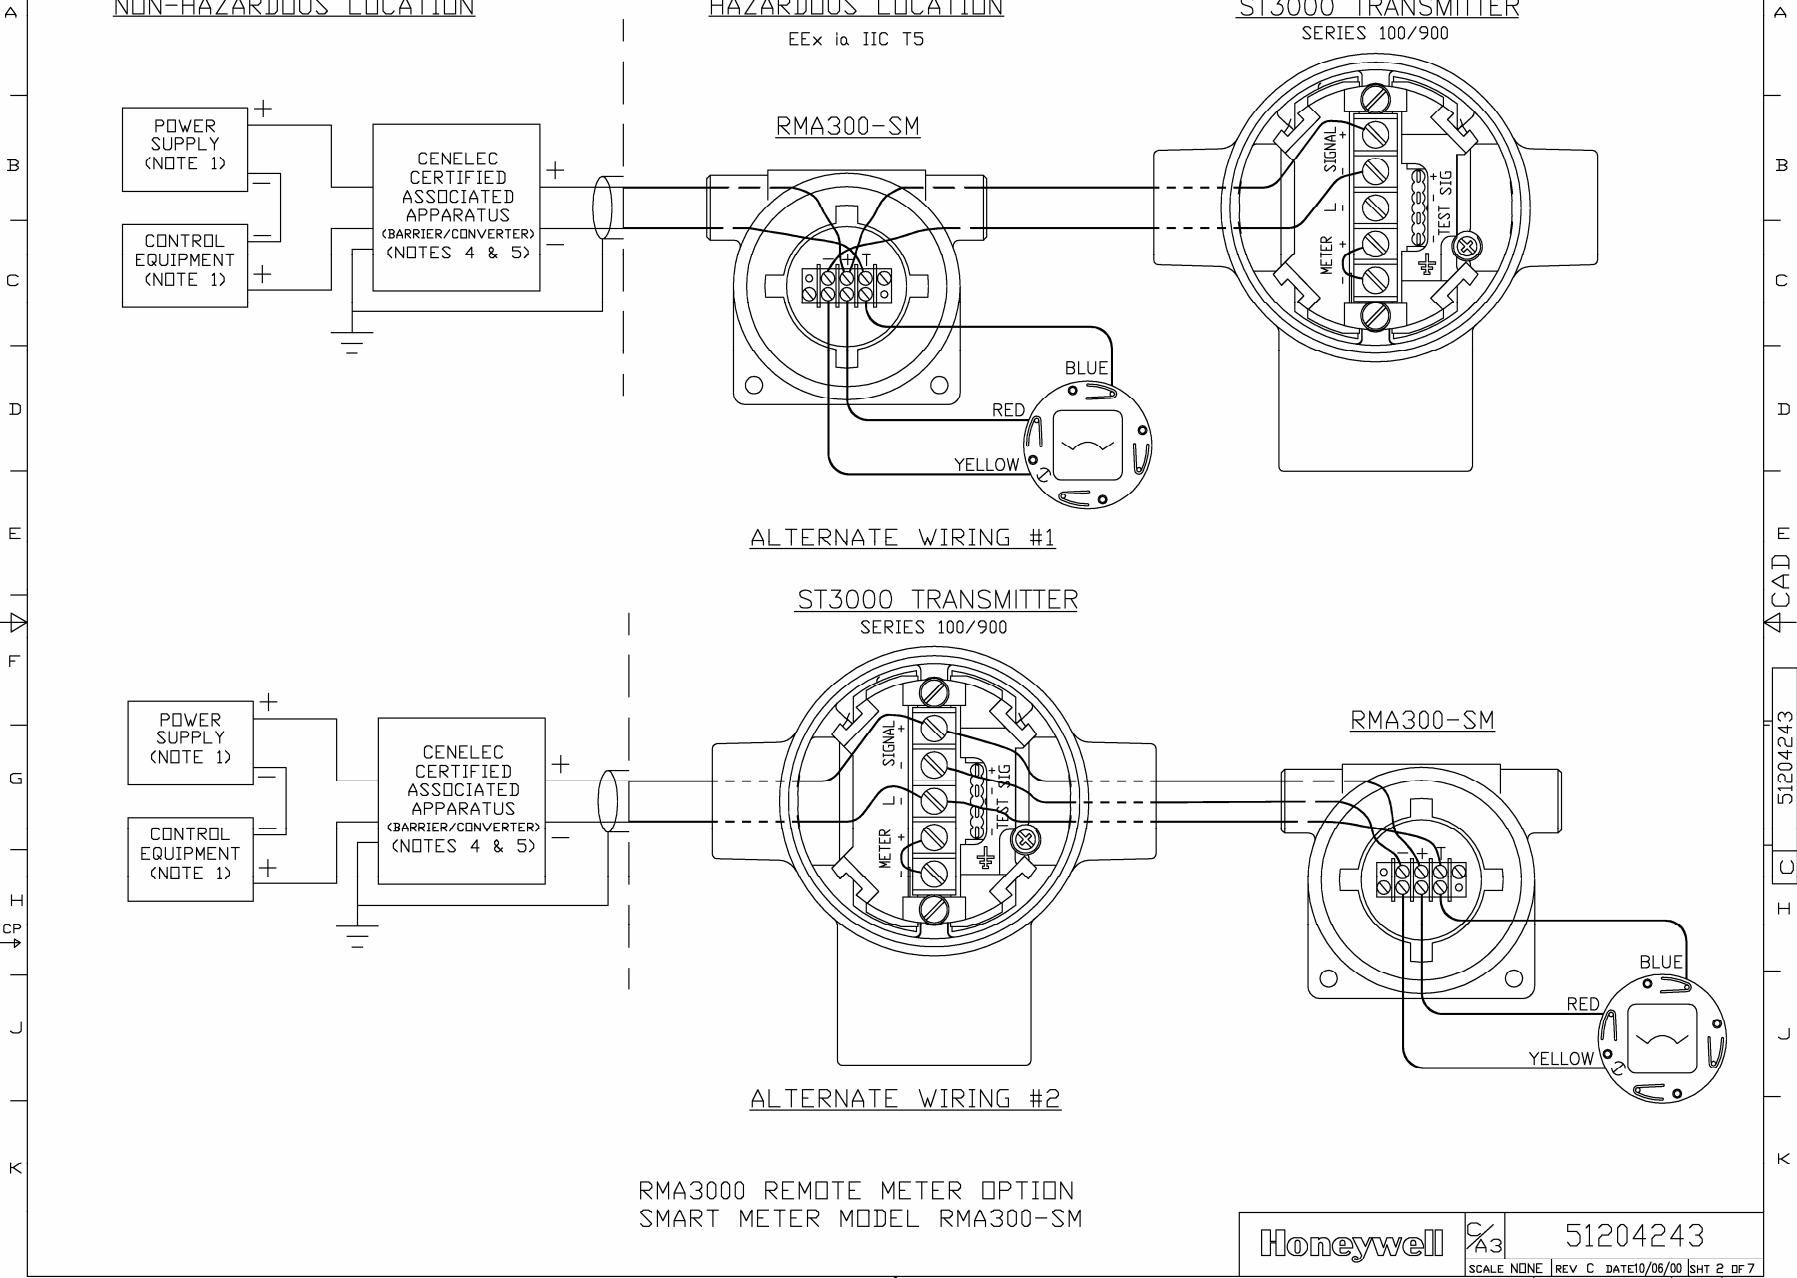 NON-HAZARDOUS LOCATION
HAZARDOUS LOCATION
EEx ia IIC T5
ST3000 TRANSMITTER
SERIES 100/900
A
A
POWER
SUPPLY
(NOTE 1)
+
−
CONTROL
EQUIPMENT
(NOTE 1)
−
+
CENELEC
CERTIFIED
ASSOCIATED
APPARATUS
(BARRIER/CONVERTER)
(NOTES 4 & 5)
+
−
RMA300-SM
− + T
SIGNAL
+
-
L
-
METER
+
-
TEST SIG
- +
-
B
B
C
C
BLUE
RED
YELLOW
D
D
ALTERNATE WIRING #1
E
E
CAD
ST3000 TRANSMITTER
SERIES 100/900
F
POWER
SUPPLY
(NOTE 1)
+
−
CONTROL
EQUIPMENT
(NOTE 1)
−
+
CENELEC
CERTIFIED
ASSOCIATED
APPARATUS
(BARRIER/CONVERTER)
(NOTES 4 & 5)
+
−
SIGNAL
+
-
L
-
METER
+
-
TEST SIG
- +
-
RMA300-SM
− + T
51204243
C
G
H
H
CP
BLUE
RED
YELLOW
J
J
ALTERNATE WIRING #2
K
K
RMA3000 REMOTE METER OPTION
SMART METER MODEL RMA300-SM
Honeywell
C/A3
51204243
SCALE NONE
REV C DATE10/06/00
SHT 2 OF 7